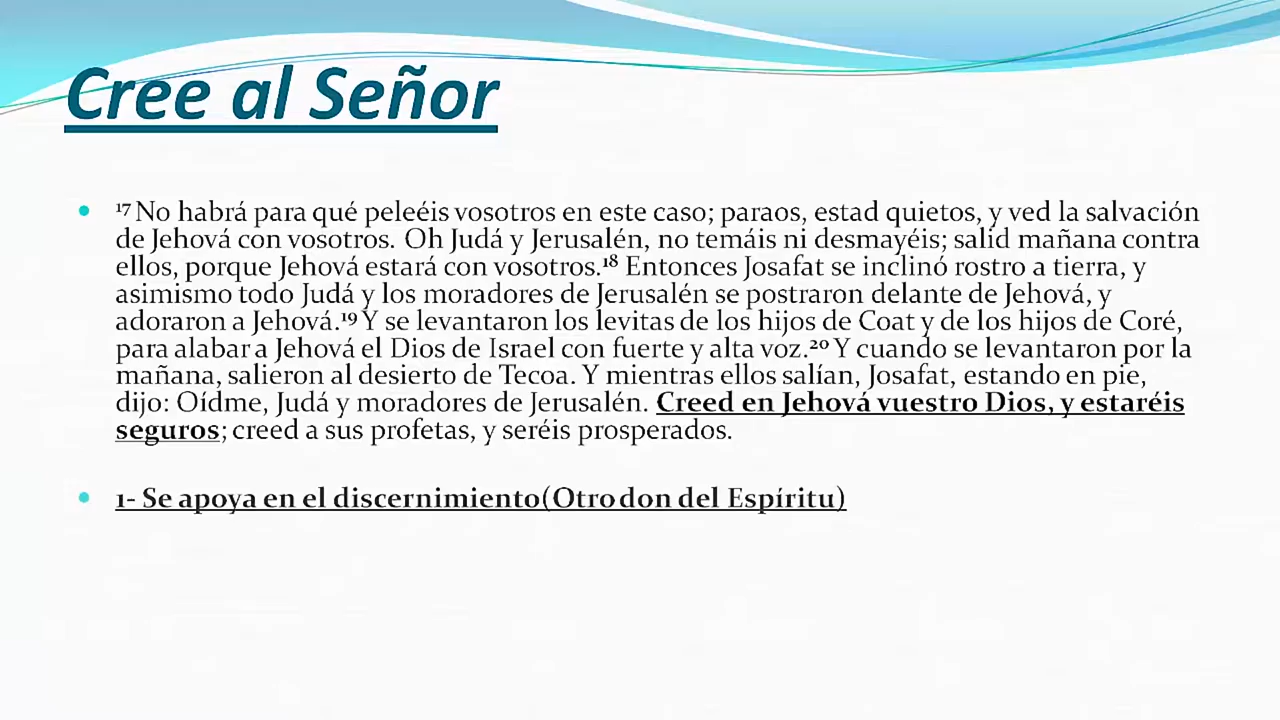 Cree al Señor
• ¹⁷ No habrá para qué peleéis vosotros en este caso; paraos, estad quietos, y ved la salvación
de Jehová con vosotros. Oh Judá y Jerusalén, no temáis ni desmayéis; salid mañana contra
ellos, porque Jehová estará con vosotros.¹⁸ Entonces Josafat se inclinó rostro a tierra, y
asimismo todo Judá y los moradores de Jerusalén se postraron delante de Jehová, y
adoraron a Jehová.¹⁹ Y se levantaron los levitas de los hijos de Coat y de los hijos de Coré,
para alabar a Jehová el Dios de Israel con fuerte y alta voz.²⁰ Y cuando se levantaron por la
mañana, salieron al desierto de Tecoa. Y mientras ellos salían, Josafat, estando en pie,
dijo: Oídme, Judá y moradores de Jerusalén. Creed en Jehová vuestro Dios, y estaréis
seguros; creed a sus profetas, y seréis prosperados.
• 1- Se apoya en el discernimiento(Otro don del Espíritu)